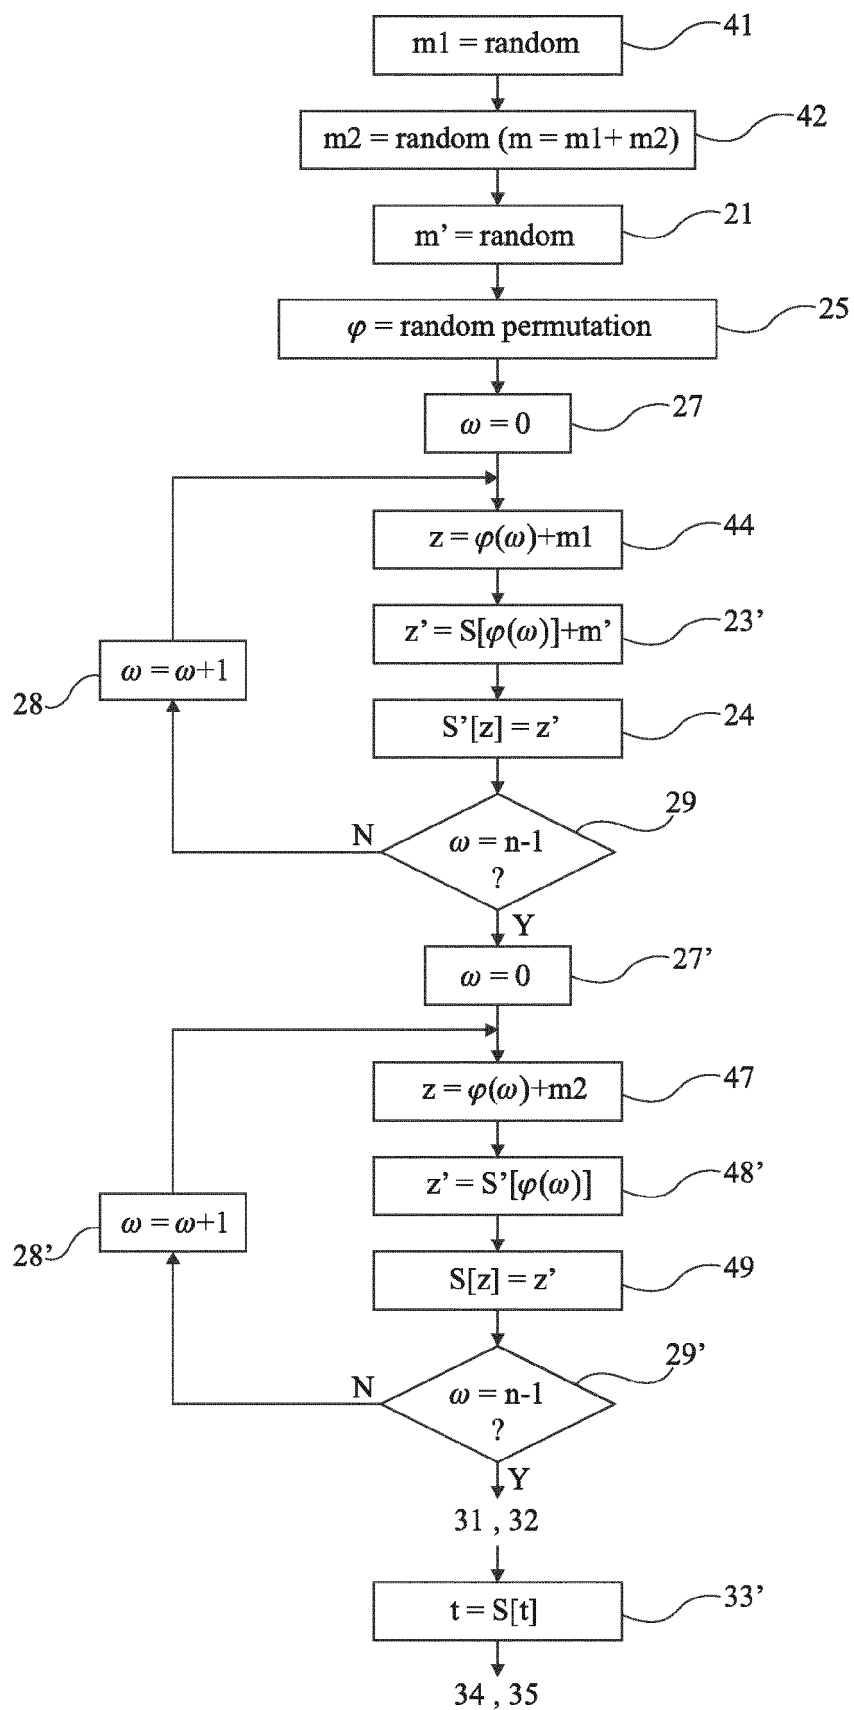 m1 = random
41
m2 = random (m = m1+ m2)
42
m’ = random
21
φ = random permutation
25
ω = 0
27
z = φ(ω)+m1
44
z’ = S[φ(ω)]+m’
23’
ω = ω+1
28
S’[z] = z’
24
ω = n-1
?
29
N
Y
ω = 0
27’
z = φ(ω)+m2
47
z’ = S’[φ(ω)]
48’
ω = ω+1
28’
S[z] = z’
49
ω = n-1
?
29’
N
Y
31 , 32
t = S[t]
33’
34 , 35